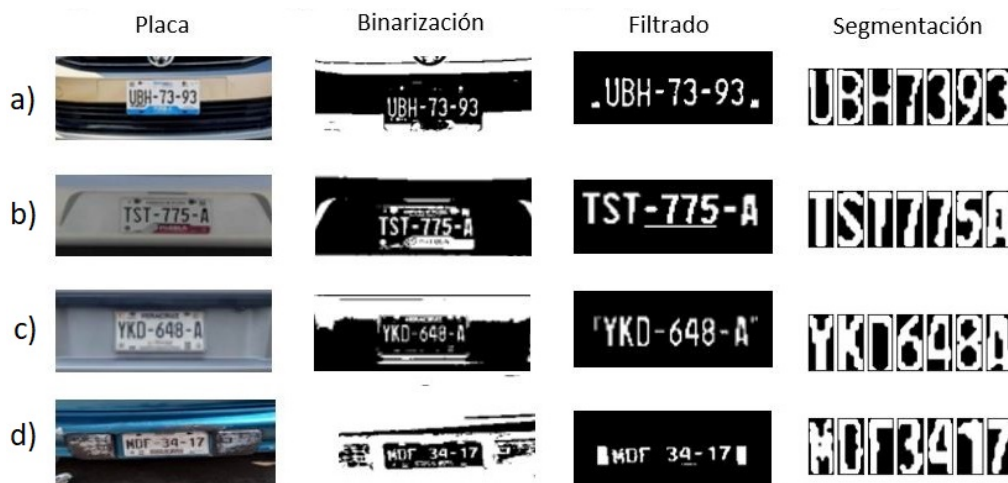 Placa Binarización Filtrado Segmentación
a) UBH-73-93 UBH-73-93 UBH-73-93 UBH7393
b) TST-775-A TST-775-A TST-775-A TST775A
PUEBLA
c) VERACRUZ
YKD-648-A YKD-648-A YKD-648-A YKD648A
d) MDF 34-17 MDF 34-17 MDF 34-17 MDF3417